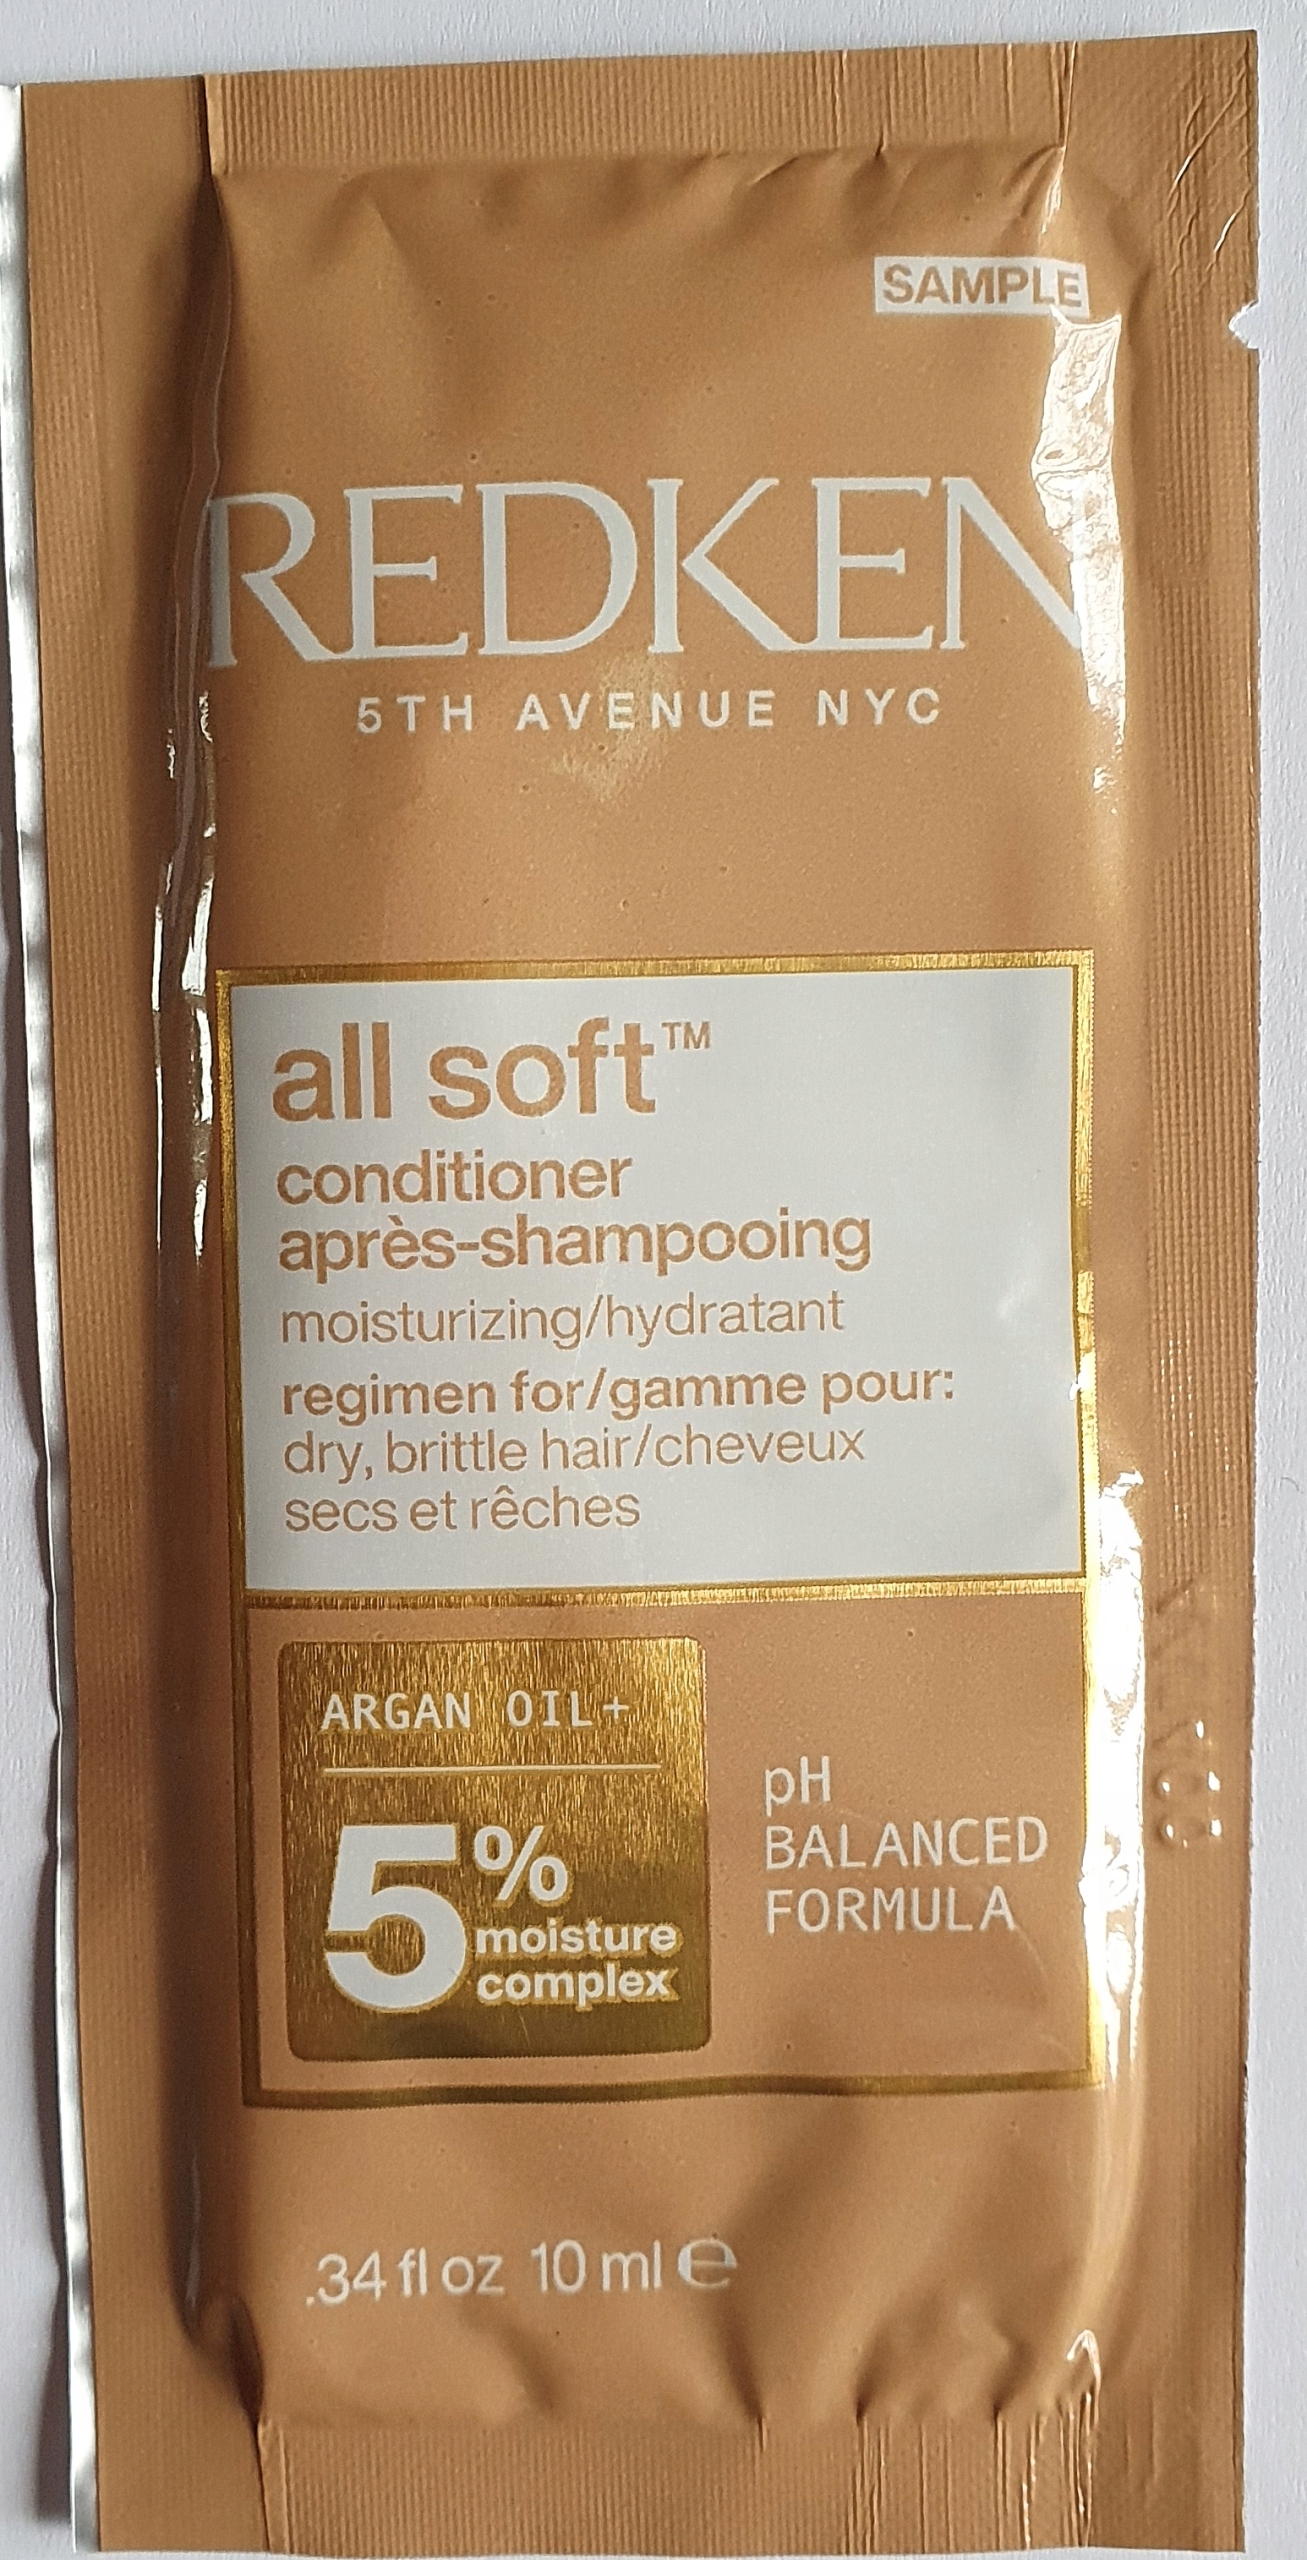 SAMPLE
REDKEN
5TH AVENUE NYC
all soft™
conditioner
après-shampooing
moisturizing/hydratant
regimen for/gamme pour:
dry, brittle hair/cheveux
secs et rêches
ARGAN OIL+
5%
moisture
complex
pH
BALANCED
FORMULA
.34 fl oz 10 ml ℮